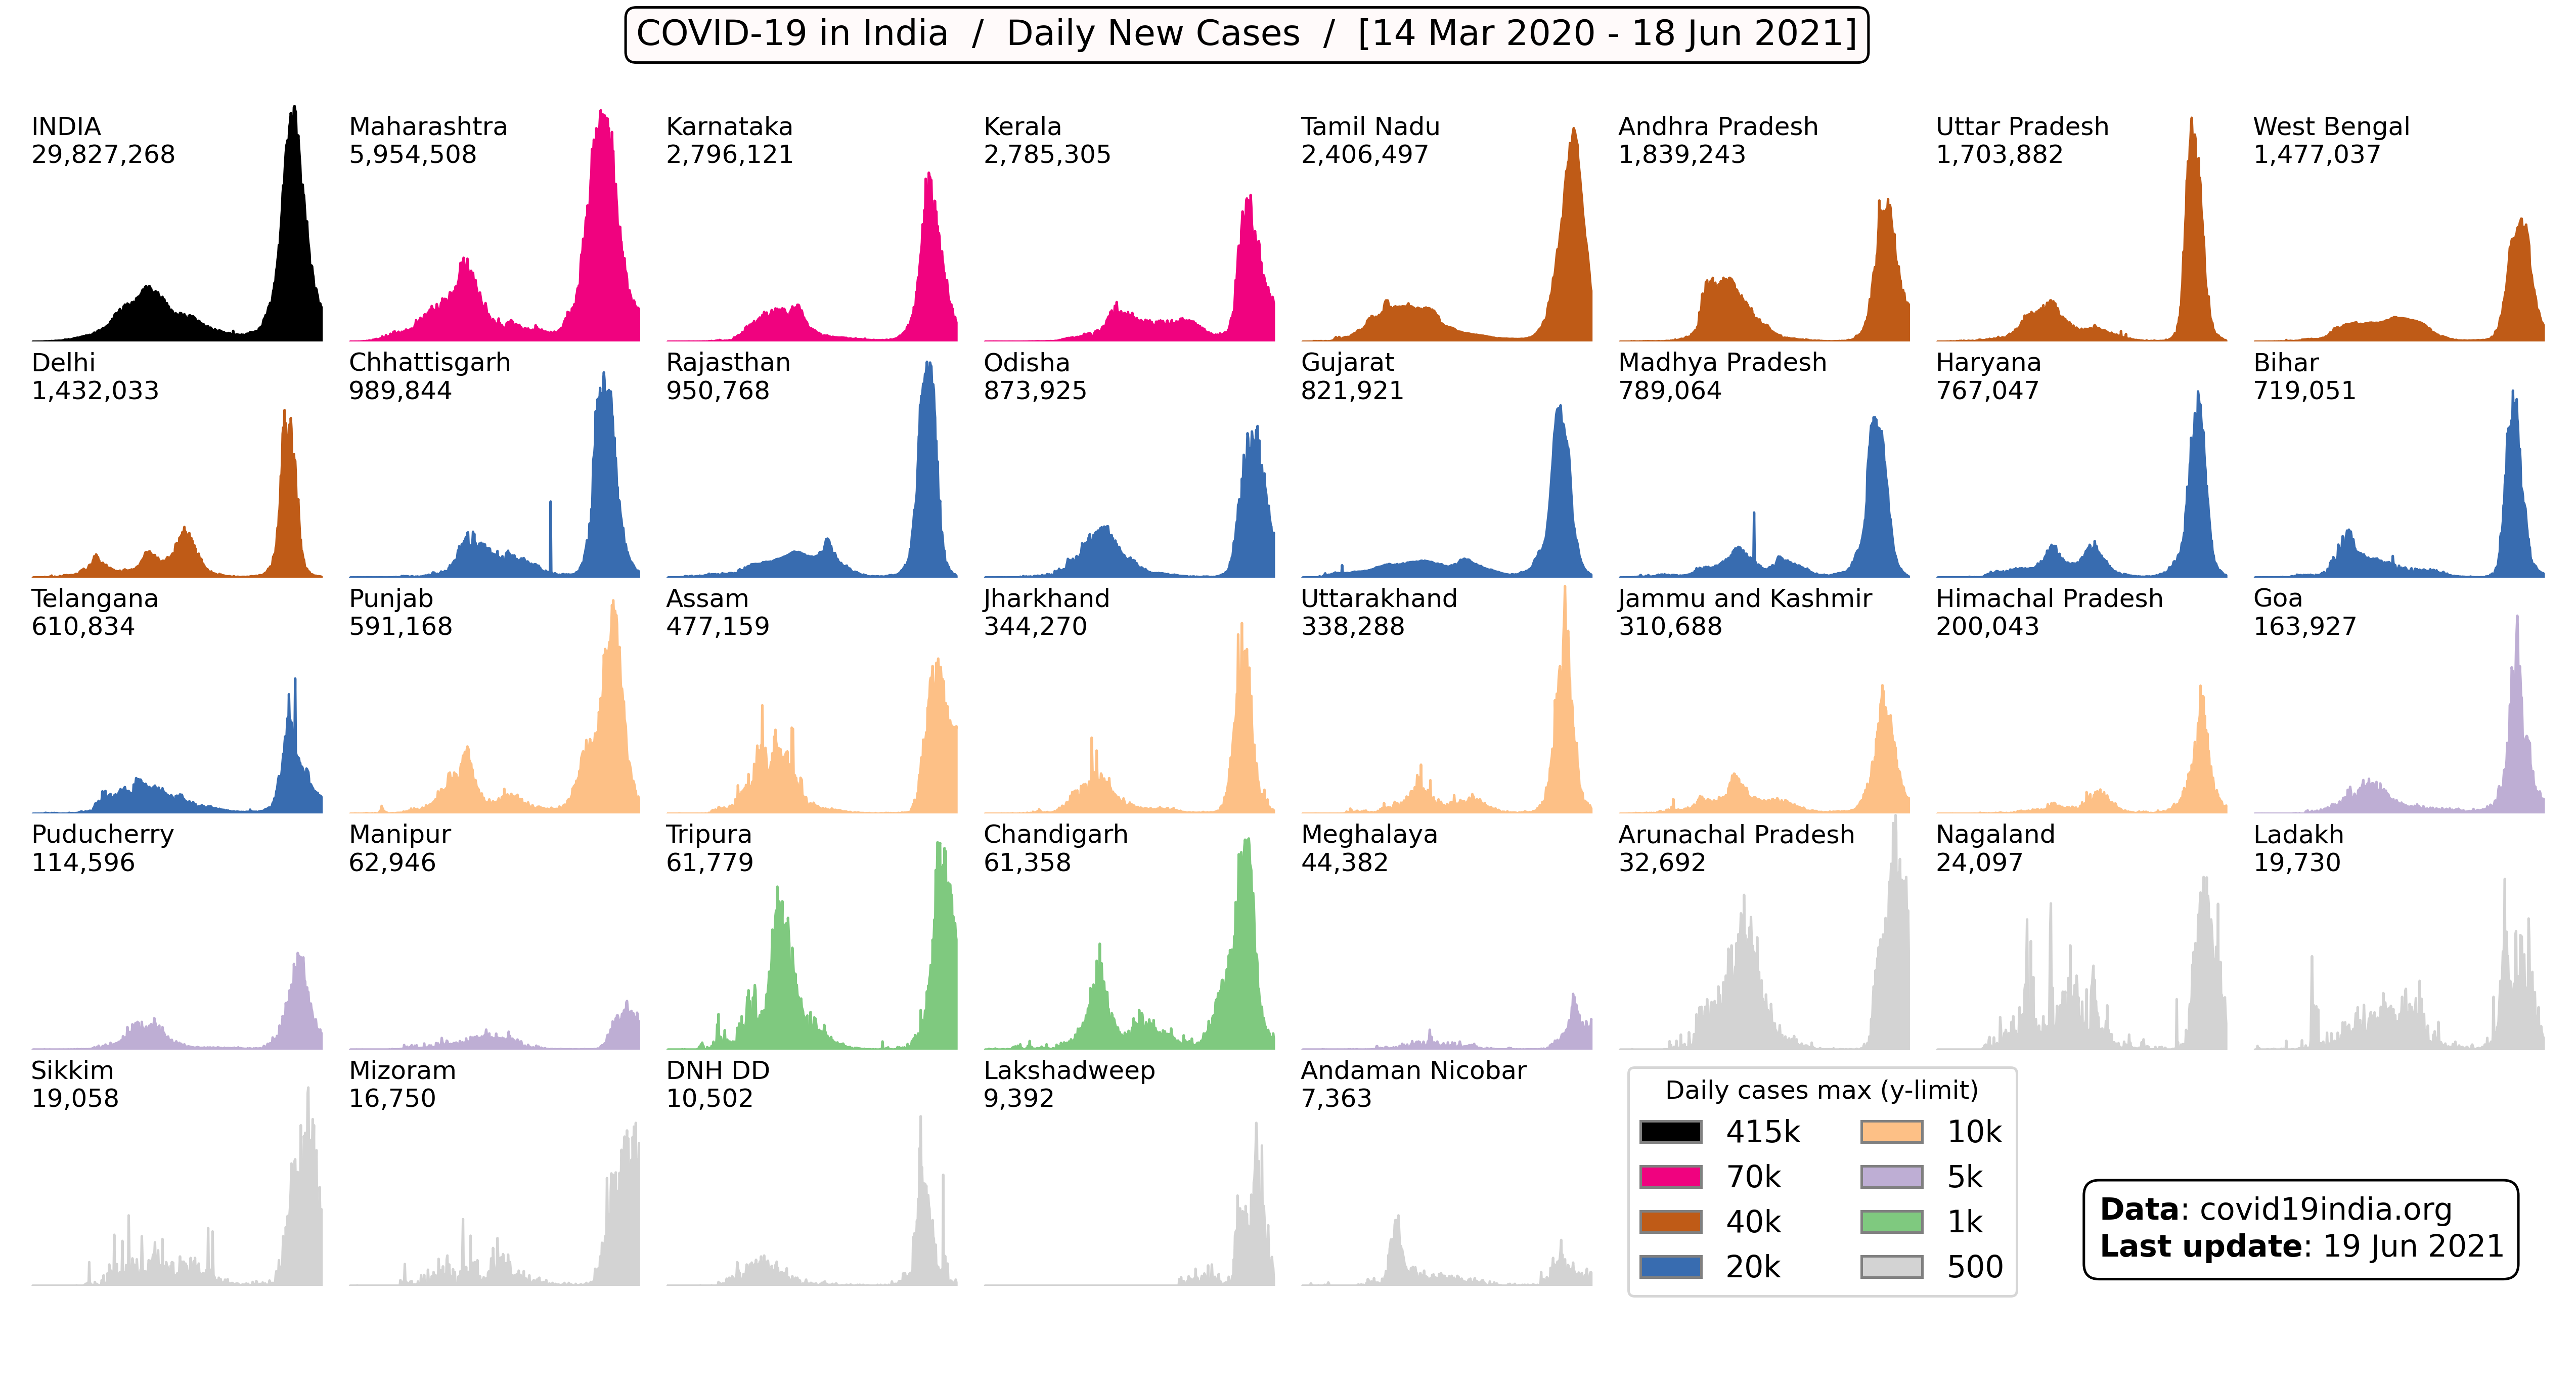 COVID-19 in India / Daily New Cases / [14 Mar 2020 - 18 Jun 2021]
INDIA
29,827,268
Maharashtra
5,954,508
Karnataka
2,796,121
Kerala
2,785,305
Tamil Nadu
2,406,497
Andhra Pradesh
1,839,243
Uttar Pradesh
1,703,882
West Bengal
1,477,037
Delhi
1,432,033
Chhattisgarh
989,844
Rajasthan
950,768
Odisha
873,925
Gujarat
821,921
Madhya Pradesh
789,064
Haryana
767,047
Bihar
719,051
Telangana
610,834
Punjab
591,168
Assam
477,159
Jharkhand
344,270
Uttarakhand
338,288
Jammu and Kashmir
310,688
Himachal Pradesh
200,043
Goa
163,927
Puducherry
114,596
Manipur
62,946
Tripura
61,779
Chandigarh
61,358
Meghalaya
44,382
Arunachal Pradesh
32,692
Nagaland
24,097
Ladakh
19,730
Sikkim
19,058
Mizoram
16,750
DNH DD
10,502
Lakshadweep
9,392
Andaman Nicobar
7,363
Daily cases max (y-limit)
415k
70k
40k
20k
10k
5k
1k
500
Data: covid19india.org
Last update: 19 Jun 2021